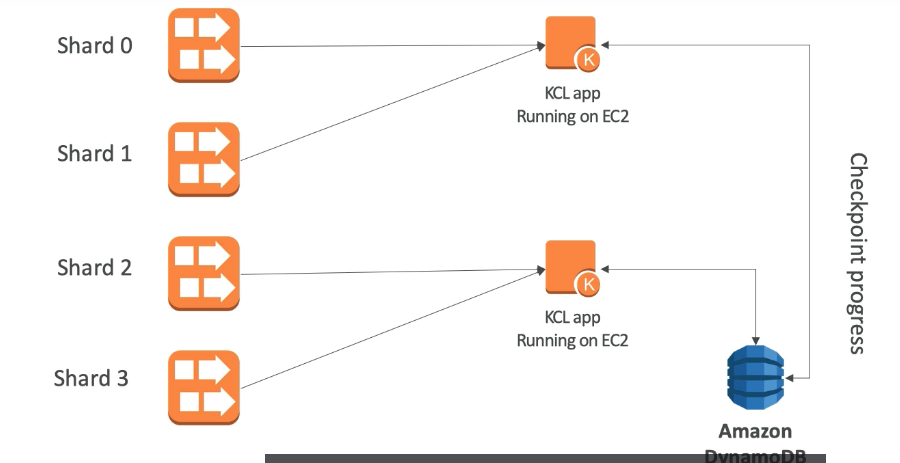 Shard 0
KCL app
Running on EC2
Shard 1
Checkpoint progress
Shard 2
KCL app
Running on EC2
Shard 3
Amazon
DynamoDB
K
K